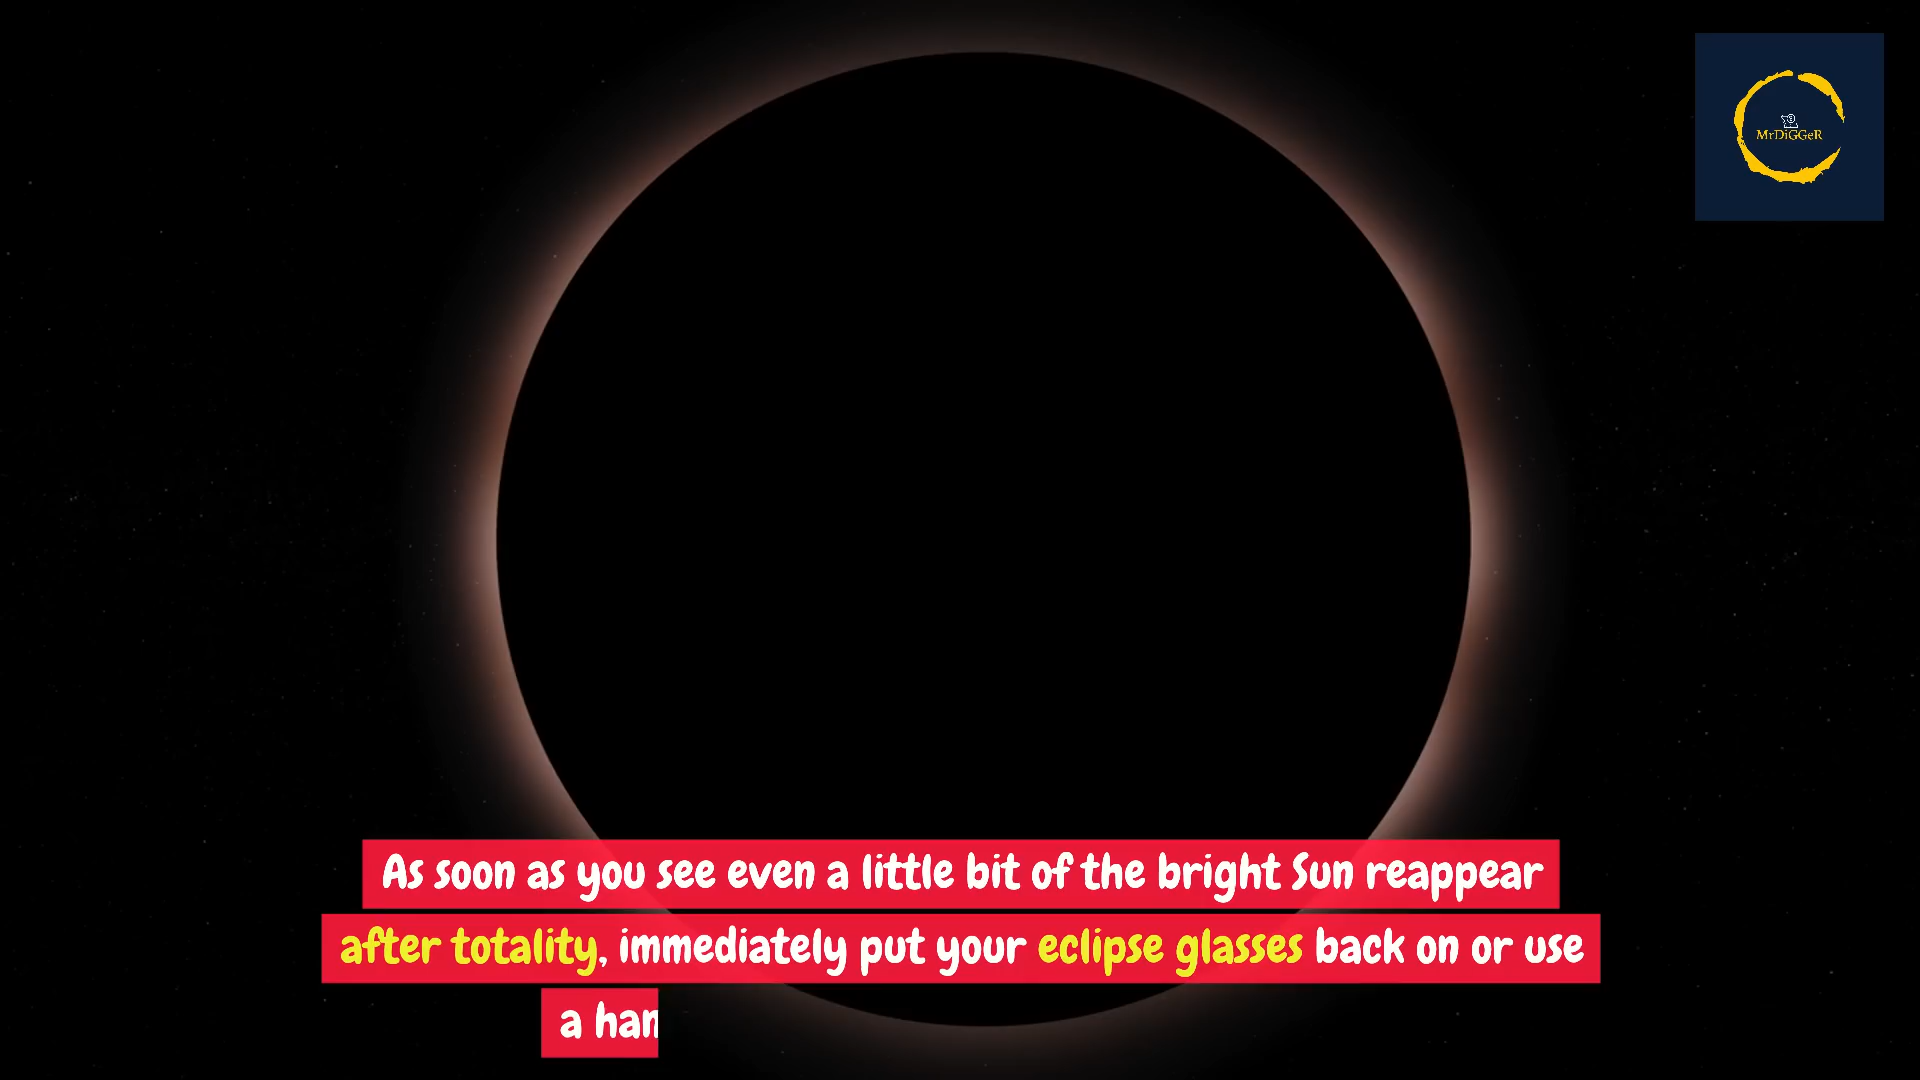 MrDiGGeR
As soon as you see even a little bit of the bright Sun reappear
after totality, immediately put your eclipse glasses back on or use
a han